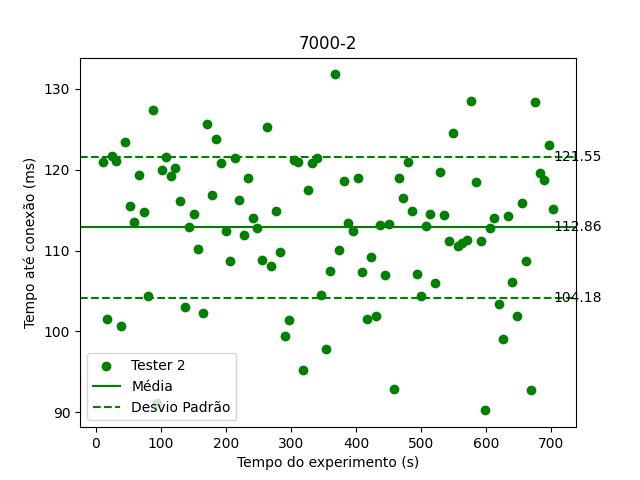 7000-2
Tempo até conexão (ms)
130
120
110
100
90
121.55
112.86
104.18
Tester 2
Média
Desvio Padrão
0 100 200 300 400 500 600 700
Tempo do experimento (s)